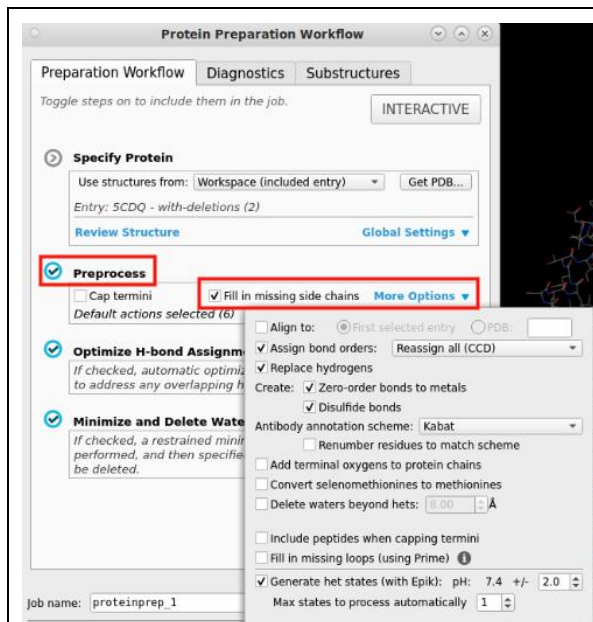 Protein Preparation Workflow
Preparation Workflow Diagnostics Substructures
Toggle steps on to include them in the job.
INTERACTIVE
Specify Protein
Use structures from: Workspace (included entry) Get PDB...
Entry: 5CDQ - with-deletions (2)
Review Structure Global Settings
Preprocess
Cap termini Fill in missing side chains More Options
Default actions selected (6)
Align to: First selected entry PDB:
Assign bond orders: Reassign all (CCD)
Optimize H-bond Assignm
Replace hydrogens
If checked, automatic optimiz
Create: Zero-order bonds to metals
to address any overlapping h
Disulfide bonds
Minimize and Delete Wate
Antibody annotation scheme: Kabat
If checked, a restrained minin
Renumber residues to match scheme
performed, and then specifie
Add terminal oxygens to protein chains
be deleted.
Convert selenomethionines to methionines
Delete waters beyond hets: 8.00 Å
Include peptides when capping termini
Fill in missing loops (using Prime)
Generate het states (with Epik): pH: 7.4 +/- 2.0
Job name: proteinprep_1
Max states to process automatically 1